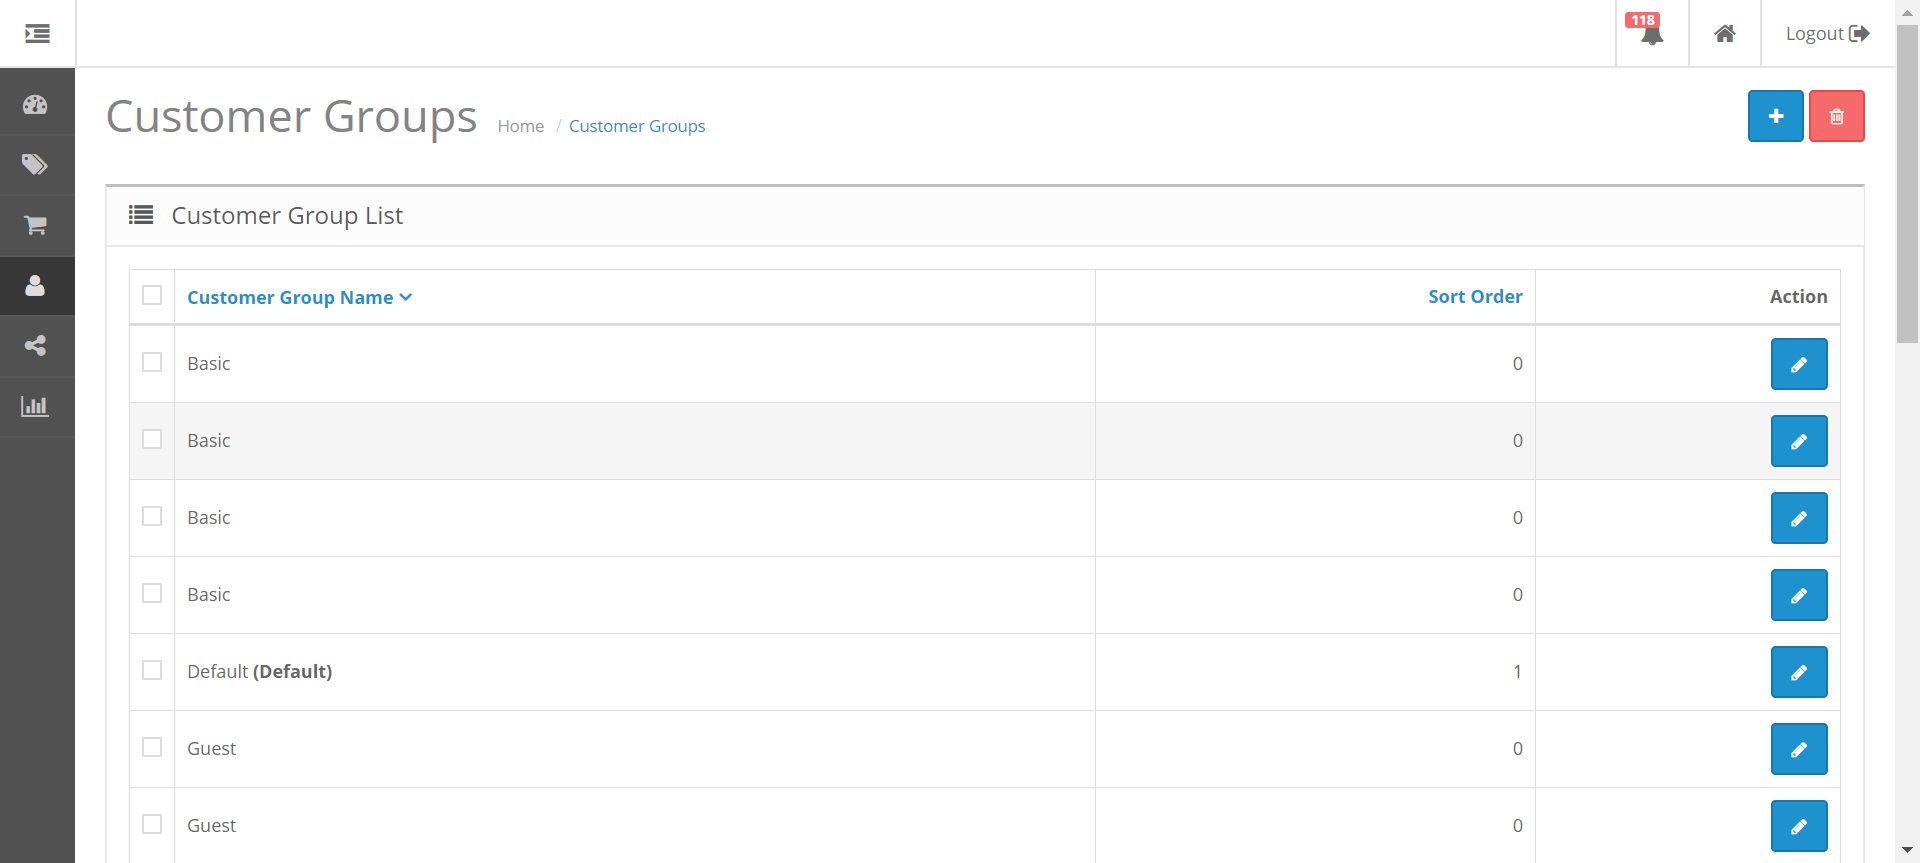 118
Logout
Customer Groups
Home / Customer Groups
Customer Group List
Customer Group Name Sort Order Action
Basic 0
Basic 0
Basic 0
Basic 0
Default (Default) 1
Guest 0
Guest 0